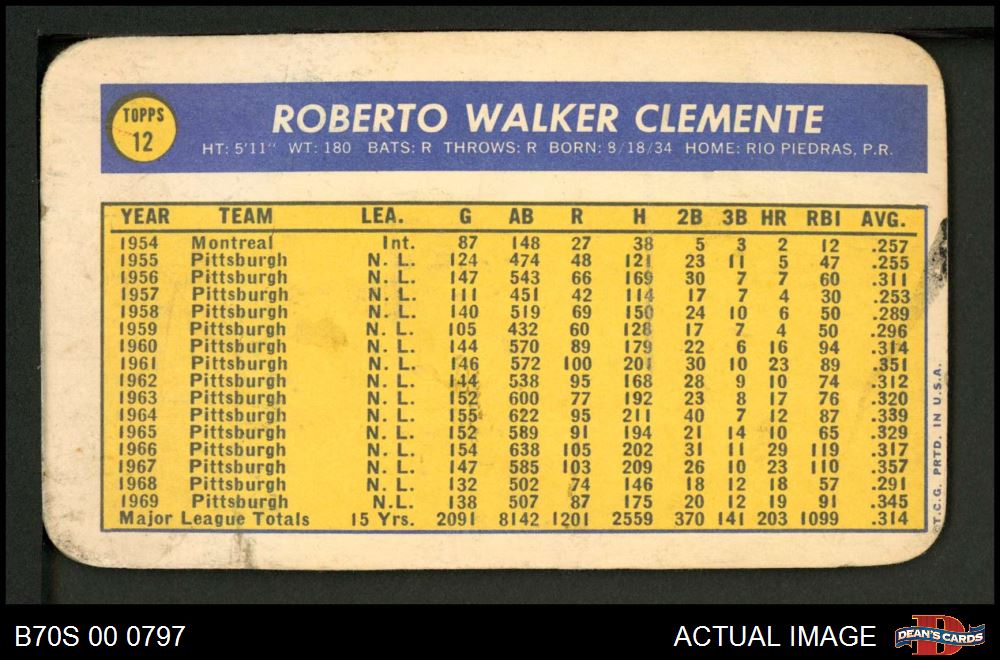 TOPPS
12
ROBERTO WALKER CLEMENTE
HT: 5'11" WT: 180 BATS: R THROWS: R BORN: 8/18/34 HOME: RIO PIEDRAS, P.R.
YEAR TEAM LEA. G AB R H 2B 3B HR RBI AVG.
1954 Montreal Int. 87 148 27 38 5 3 2 12 .257
1955 Pittsburgh N. L. 124 474 48 121 23 11 5 47 .255
1956 Pittsburgh N. L. 147 543 66 169 30 7 7 60 .311
1957 Pittsburgh N. L. 111 451 42 114 17 7 4 30 .253
1958 Pittsburgh N. L. 140 519 69 150 24 10 6 50 .289
1959 Pittsburgh N. L. 105 432 60 128 17 7 4 50 .296
1960 Pittsburgh N. L. 144 570 89 179 22 6 16 94 .314
1961 Pittsburgh N. L. 146 572 100 201 30 10 23 89 .351
1962 Pittsburgh N. L. 144 538 95 168 28 9 10 74 .312
1963 Pittsburgh N. L. 152 600 77 192 23 8 17 76 .320
1964 Pittsburgh N. L. 155 622 95 211 40 7 12 87 .339
1965 Pittsburgh N. L. 152 589 91 194 21 14 10 65 .329
1966 Pittsburgh N. L. 154 638 105 202 31 11 29 119 .317
1967 Pittsburgh N. L. 147 585 103 209 26 10 23 110 .357
1968 Pittsburgh N. L. 132 502 74 146 18 12 18 57 .291
1969 Pittsburgh N.L. 138 507 87 175 20 12 19 91 .345
Major League Totals 15 Yrs. 2091 8142 1201 2559 370 141 203 1099 .314
©T.C.G. PRTD. IN U.S.A.
B70S 00 0797
ACTUAL IMAGE
D
DEAN'S CARDS